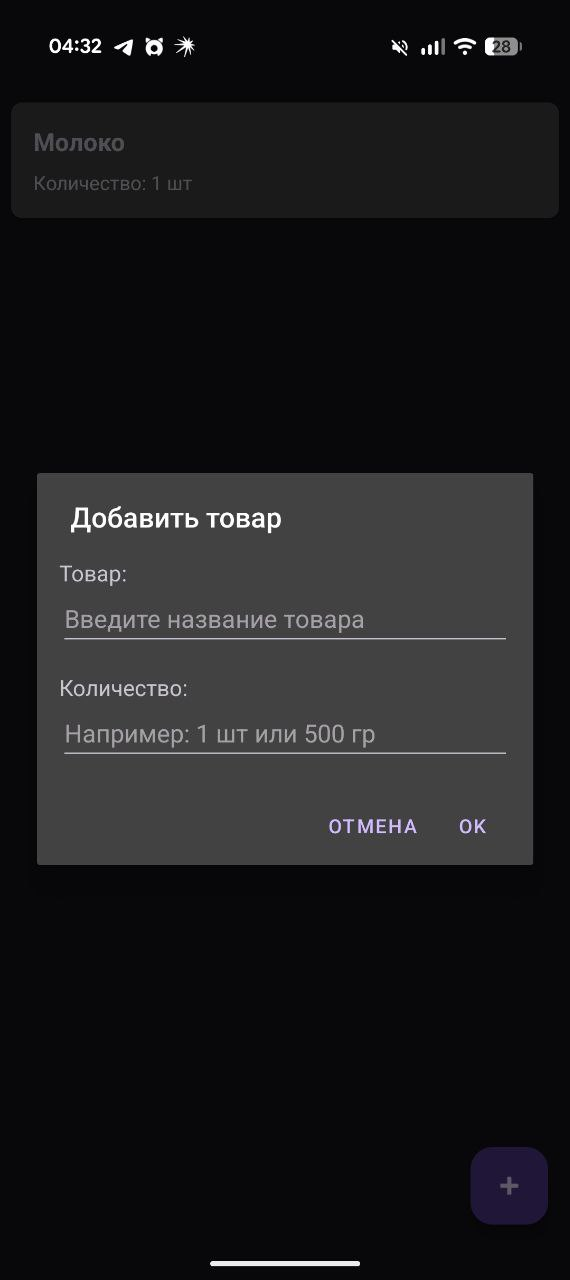 04:32
28
Молоко
Количество: 1 шт
Добавить товар
Товар:
Введите название товара
Количество:
Например: 1 шт или 500 гр
ОТМЕНА OK
+